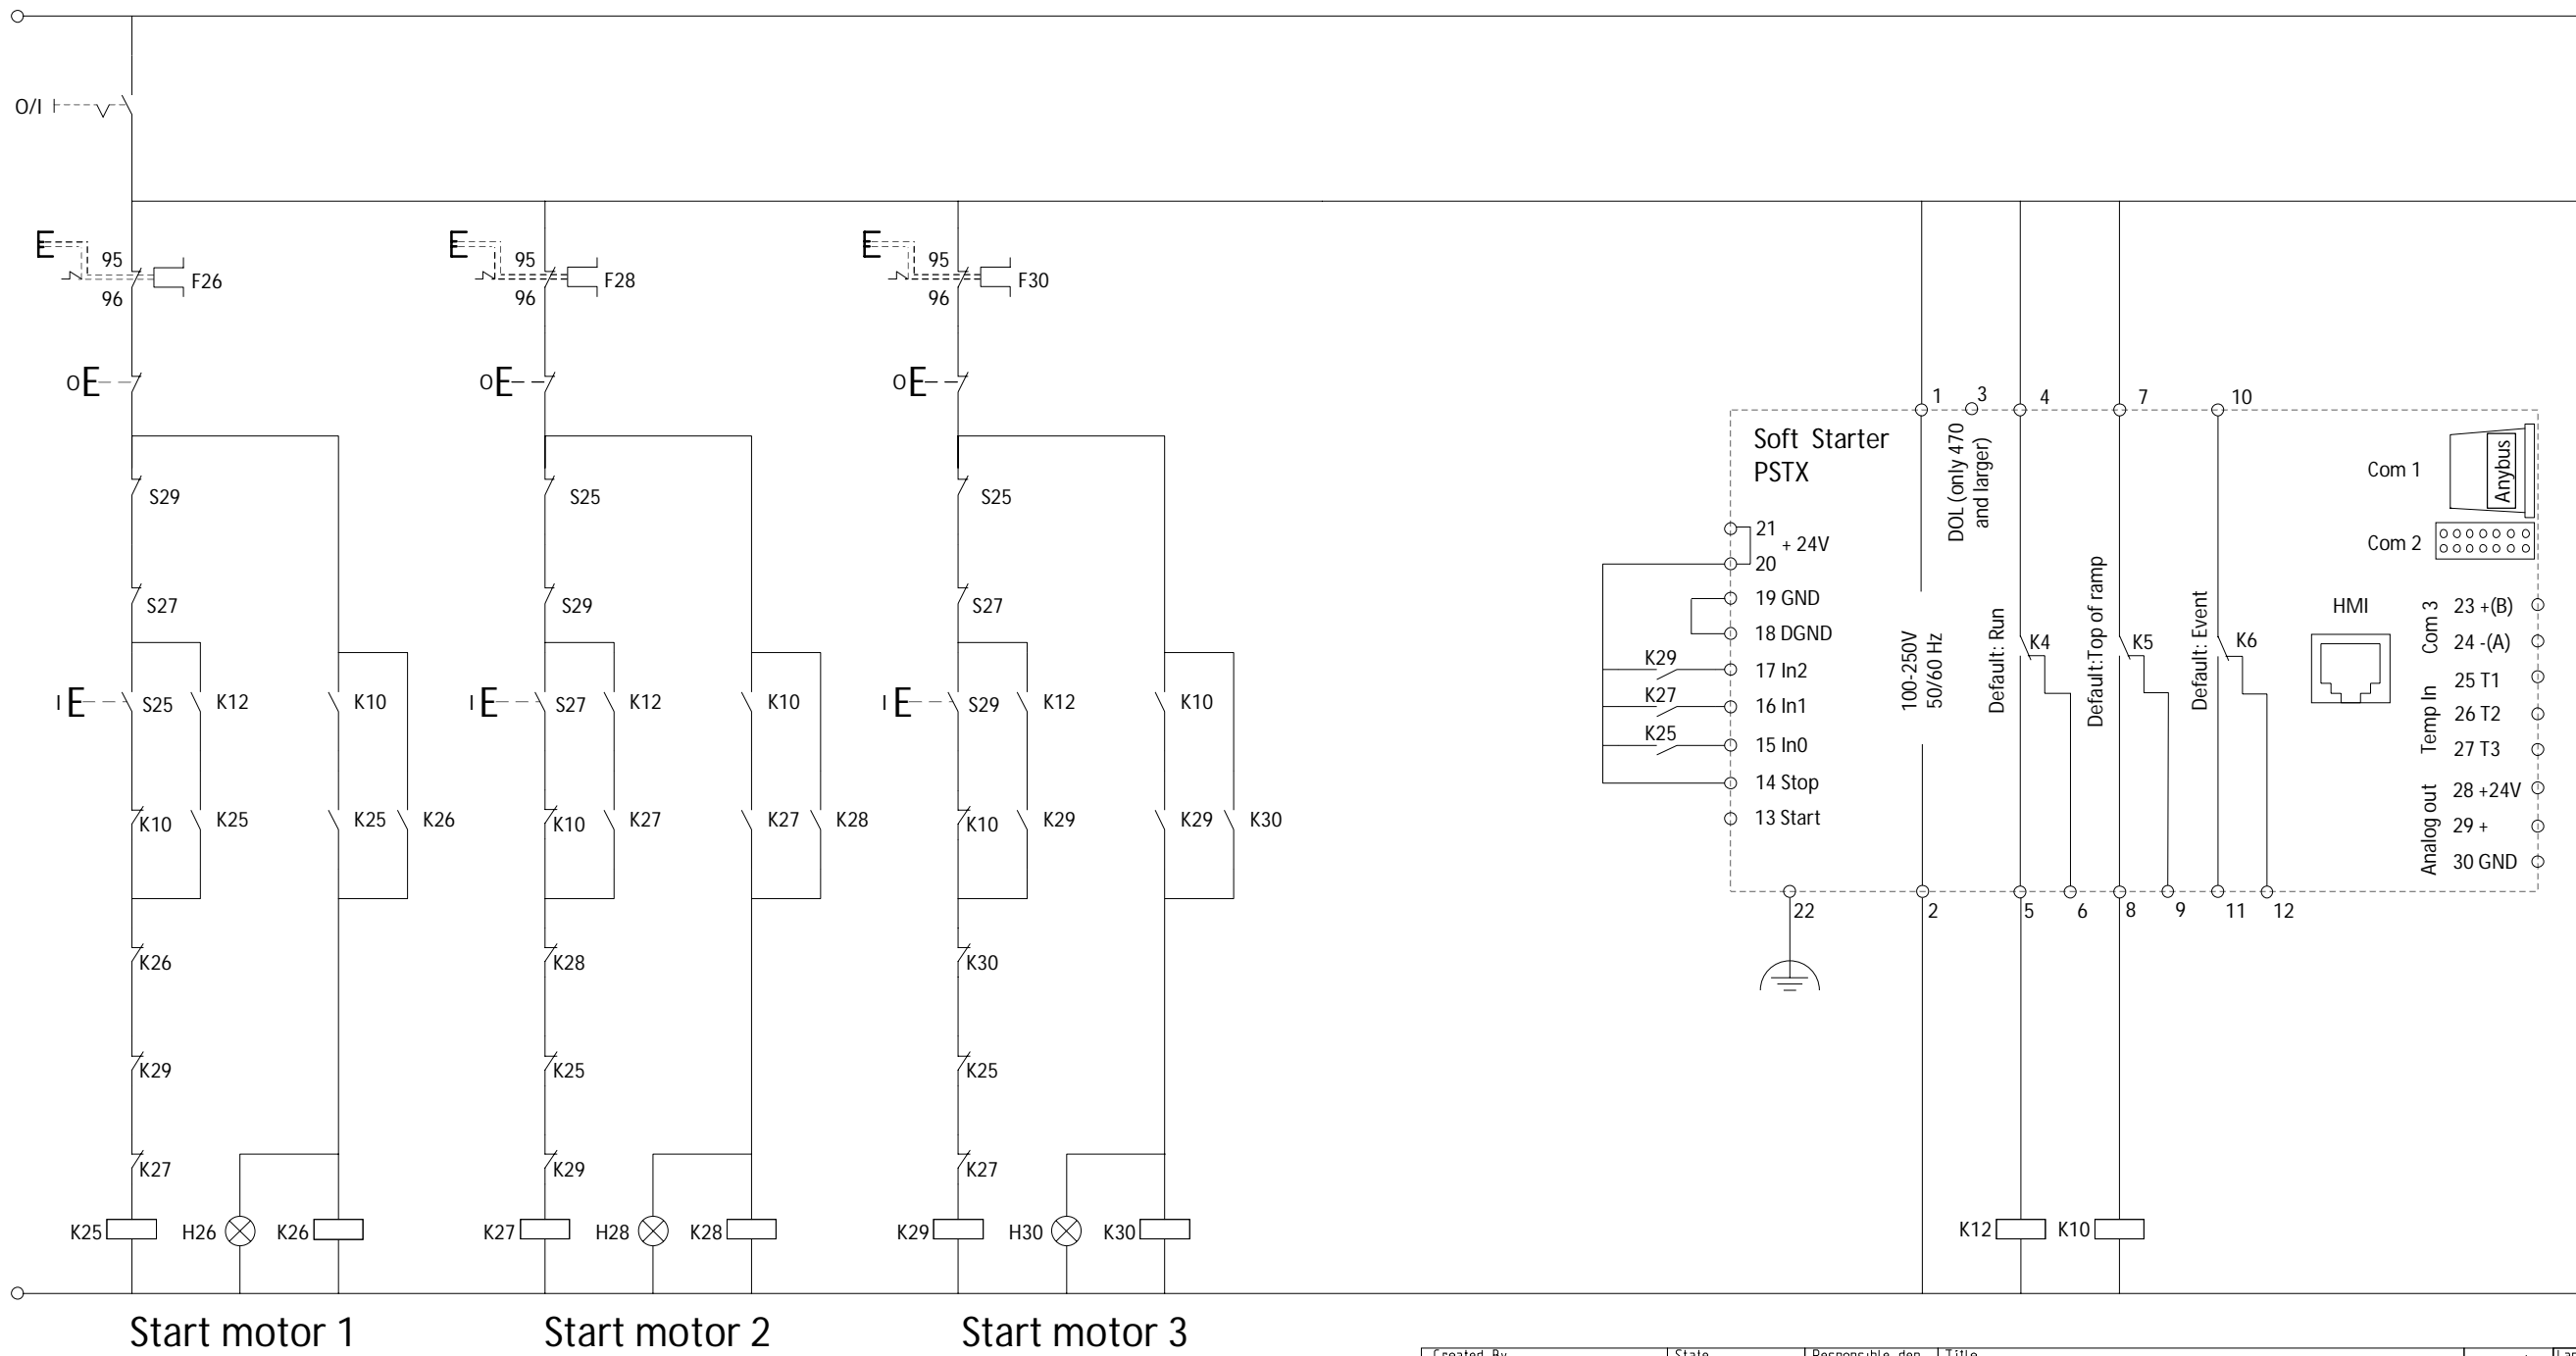 O/I
95
96
F26
95
96
F28
95
96
F30
O
O
O
S29
S25
S25
S27
S29
S27
I
S25
K12
K10
I
S27
K12
K10
I
S29
K12
K10
K10
K25
K25
K26
K10
K27
K27
K28
K10
K29
K29
K30
K26
K28
K30
K29
K25
K25
K27
K29
K27
K25
H26
K26
K27
H28
K28
K29
H30
K30
Start motor 1
Start motor 2
Start motor 3
1
3
4
7
10
Soft Starter
PSTX
DOL (only 470
and larger)
21
+ 24V
20
19 GND
18 DGND
K29
17 In2
K27
16 In1
K25
15 In0
14 Stop
13 Start
100-250V
50/60 Hz
Default: Run
K4
Default:Top of ramp
K5
Default: Event
K6
Com 1
Anybus
Com 2
HMI
Com 3
23 +(B)
24 -(A)
Temp In
25 T1
26 T2
27 T3
Analog out
28 +24V
29 +
30 GND
22
2
5
6
8
9
11
12
K12
K10
Created By
State
Responsible dep
Title